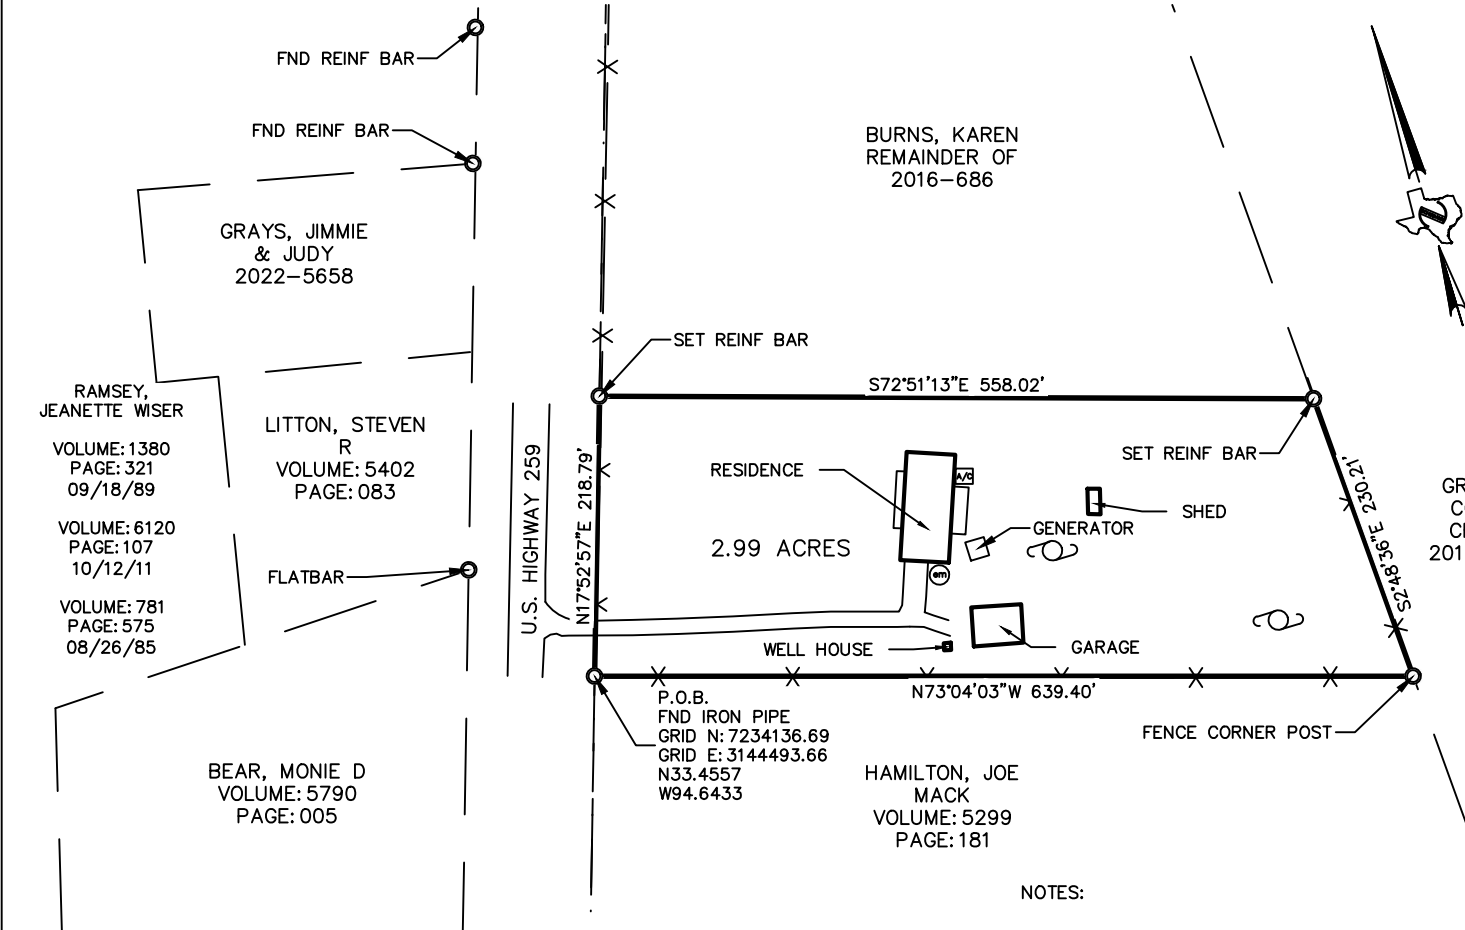 FND REINF BAR
FND REINF BAR
BURNS, KAREN
REMAINDER OF
2016-686
GRAYS, JIMMIE
& JUDY
2022-5658
SET REINF BAR
S72°51'13"E 558.02'
RAMSEY,
JEANETTE WISER
VOLUME:1380
PAGE:321
09/18/89
VOLUME:6120
PAGE:107
10/12/11
VOLUME:781
PAGE:575
08/26/85
LITTON, STEVEN
R
VOLUME:5402
PAGE:083
FLATBAR
U.S. HIGHWAY 259
N17°52'57"E 218.79'
RESIDENCE
A/C
2.99 ACRES
GENERATOR
SHED
em
SET REINF BAR
S2°48'36"E 230.21'
WELL HOUSE
GARAGE
N73°04'03"W 639.40'
P.O.B.
FND IRON PIPE
GRID N:7234136.69
GRID E:3144493.66
N33.4557
W94.6433
FENCE CORNER POST
BEAR, MONIE D
VOLUME:5790
PAGE:005
HAMILTON, JOE
MACK
VOLUME:5299
PAGE:181
NOTES: